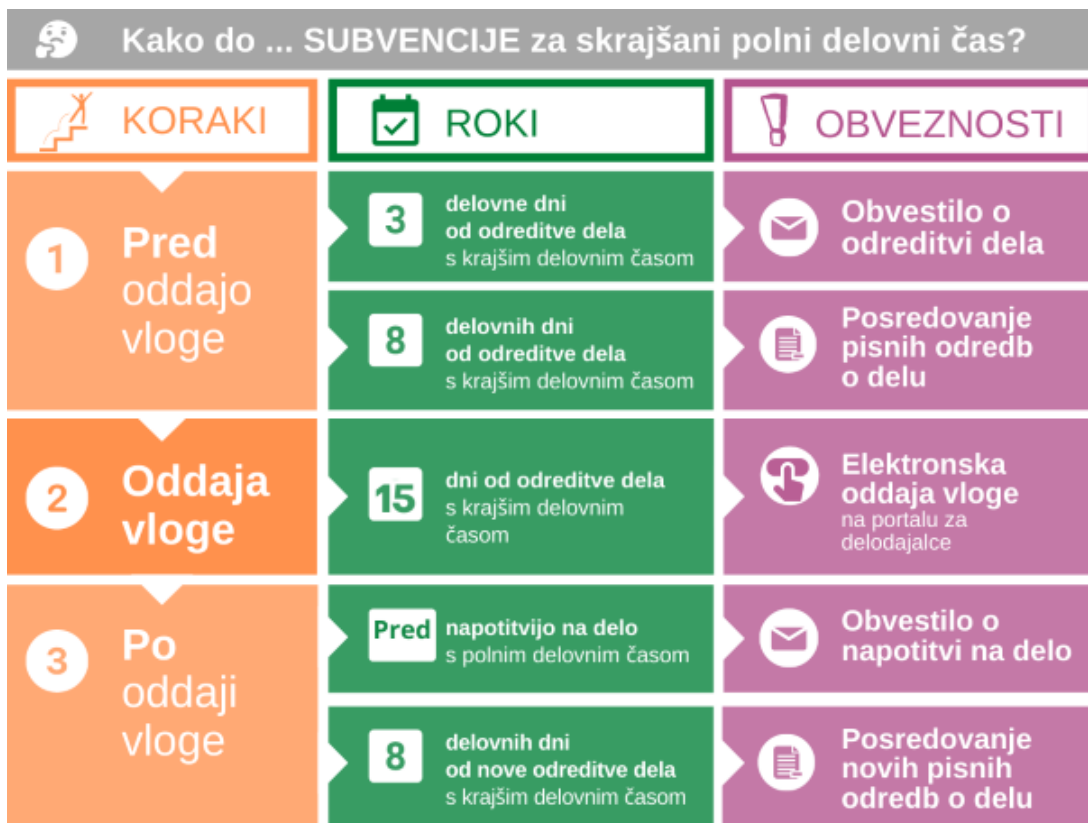 Kako do ... SUBVENCIJE za skrajšani polni delovni čas?
KORAKI
ROKI
OBVEZNOSTI
1
Pred
oddajo
vloge
3
delovne dni
od odreditve dela
s krajšim delovnim časom
Obvestilo o
odreditvi dela
8
delovnih dni
od odreditve dela
s krajšim delovnim časom
Posredovanje
pisnih odredb
o delu
2
Oddaja
vloge
15
dni od odreditve dela
s krajšim delovnim
časom
Elektronska
oddaja vloge
na portalu za
delodajalce
3
Po
oddaji
vloge
Pred
napotitvijo na delo
s polnim delovnim časom
Obvestilo o
napotitvi na delo
8
delovnih dni
od nove odreditve dela
s krajšim delovnim časom
Posredovanje
novih pisnih
odredb o delu